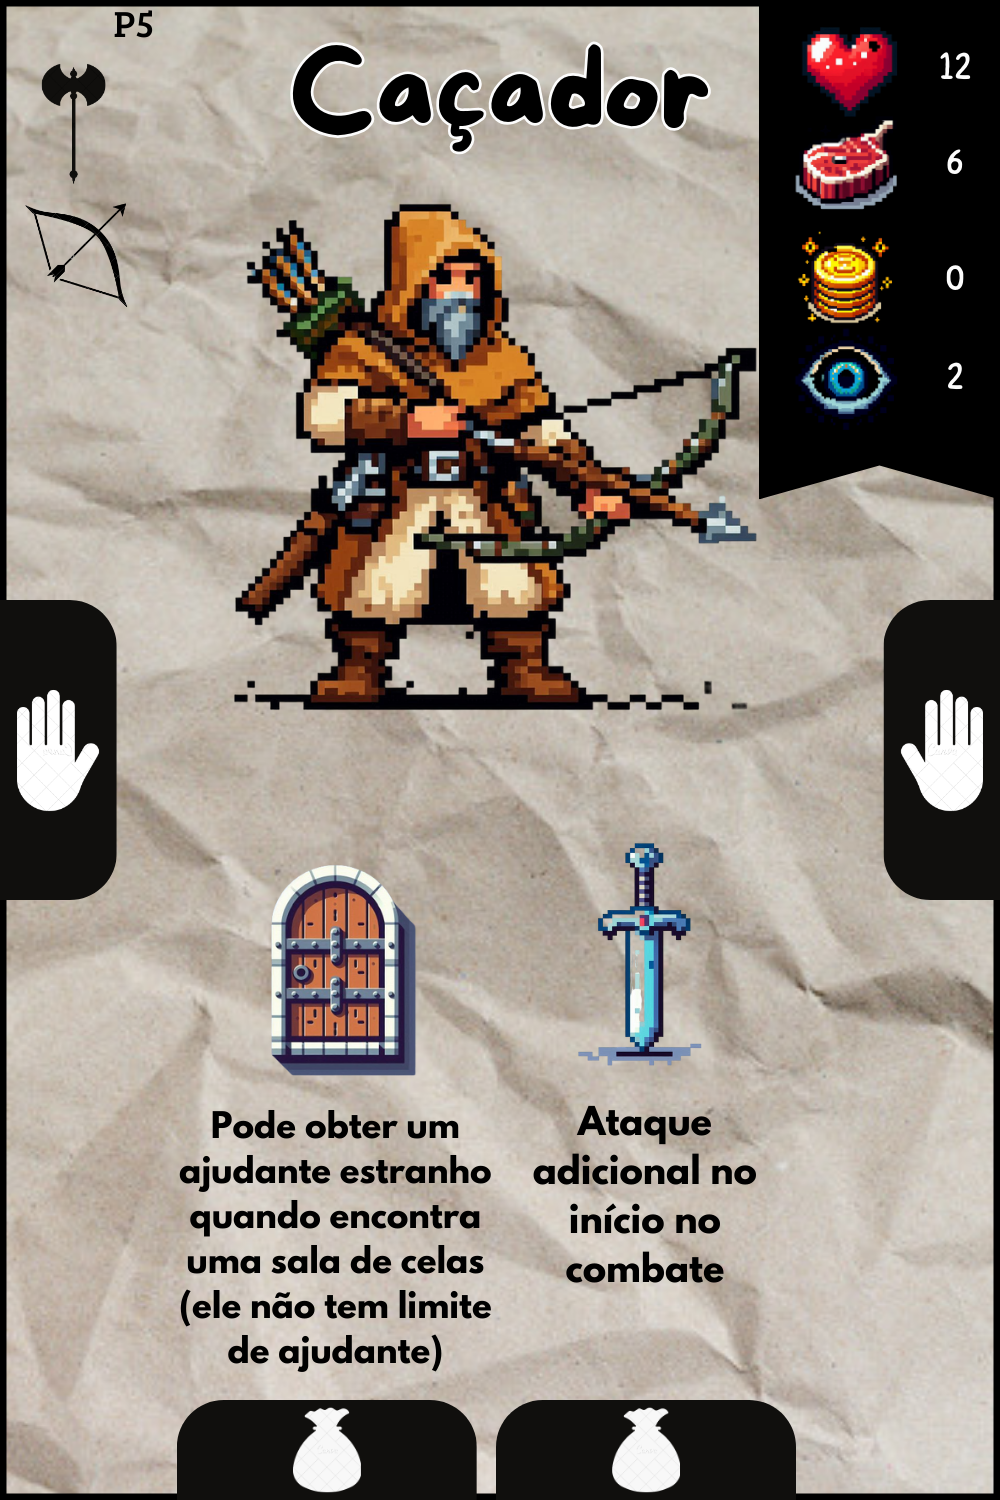 P5
Caçador
12
6
0
2
Pode obter um
ajudante estranho
quando encontra
uma sala de celas
(ele não tem limite
de ajudante)
Ataque
adicional no
início no
combate